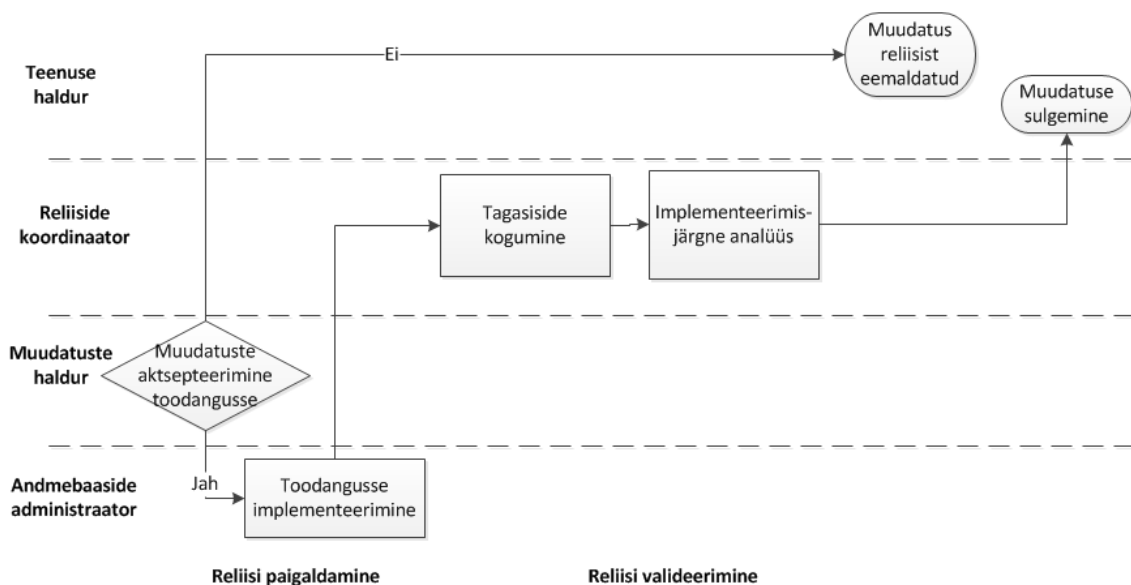 Ei
Muudatus
reliisist
eemaldatud
Teenuse
haldur
Muudatuse
sulgemine
Reliiside
koordinaator
Tagasiside
kogumine
Implementeerimis-
järgne analüüs
Muudatuste
haldur
Muudatuste
aktsepteerimine
toodangusse
Andmebaaside
administraator
Jah
Toodangusse
implementeerimine
Reliisi paigaldamine
Reliisi valideerimine